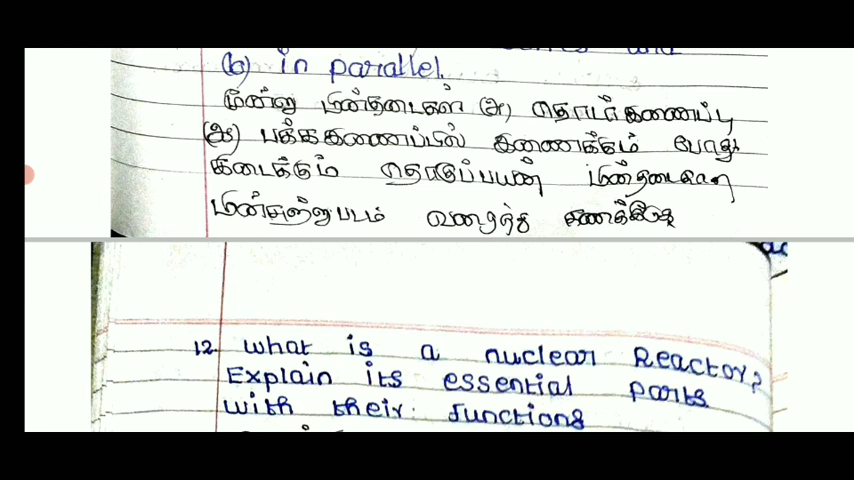 (b) in parallel.
மூன்று மின்தடைகள் (அ) தொடரிணைப்பு
(ஆ) பக்கஇணைப்பில் இணைக்கும் போது
கிடைக்கும் தொகுப்பயன் மின்தடைகளை
மின்சுற்றுபடம் வரைந்து
12. What is a nuclear Reactor?
Explain its essential parts
with their functions